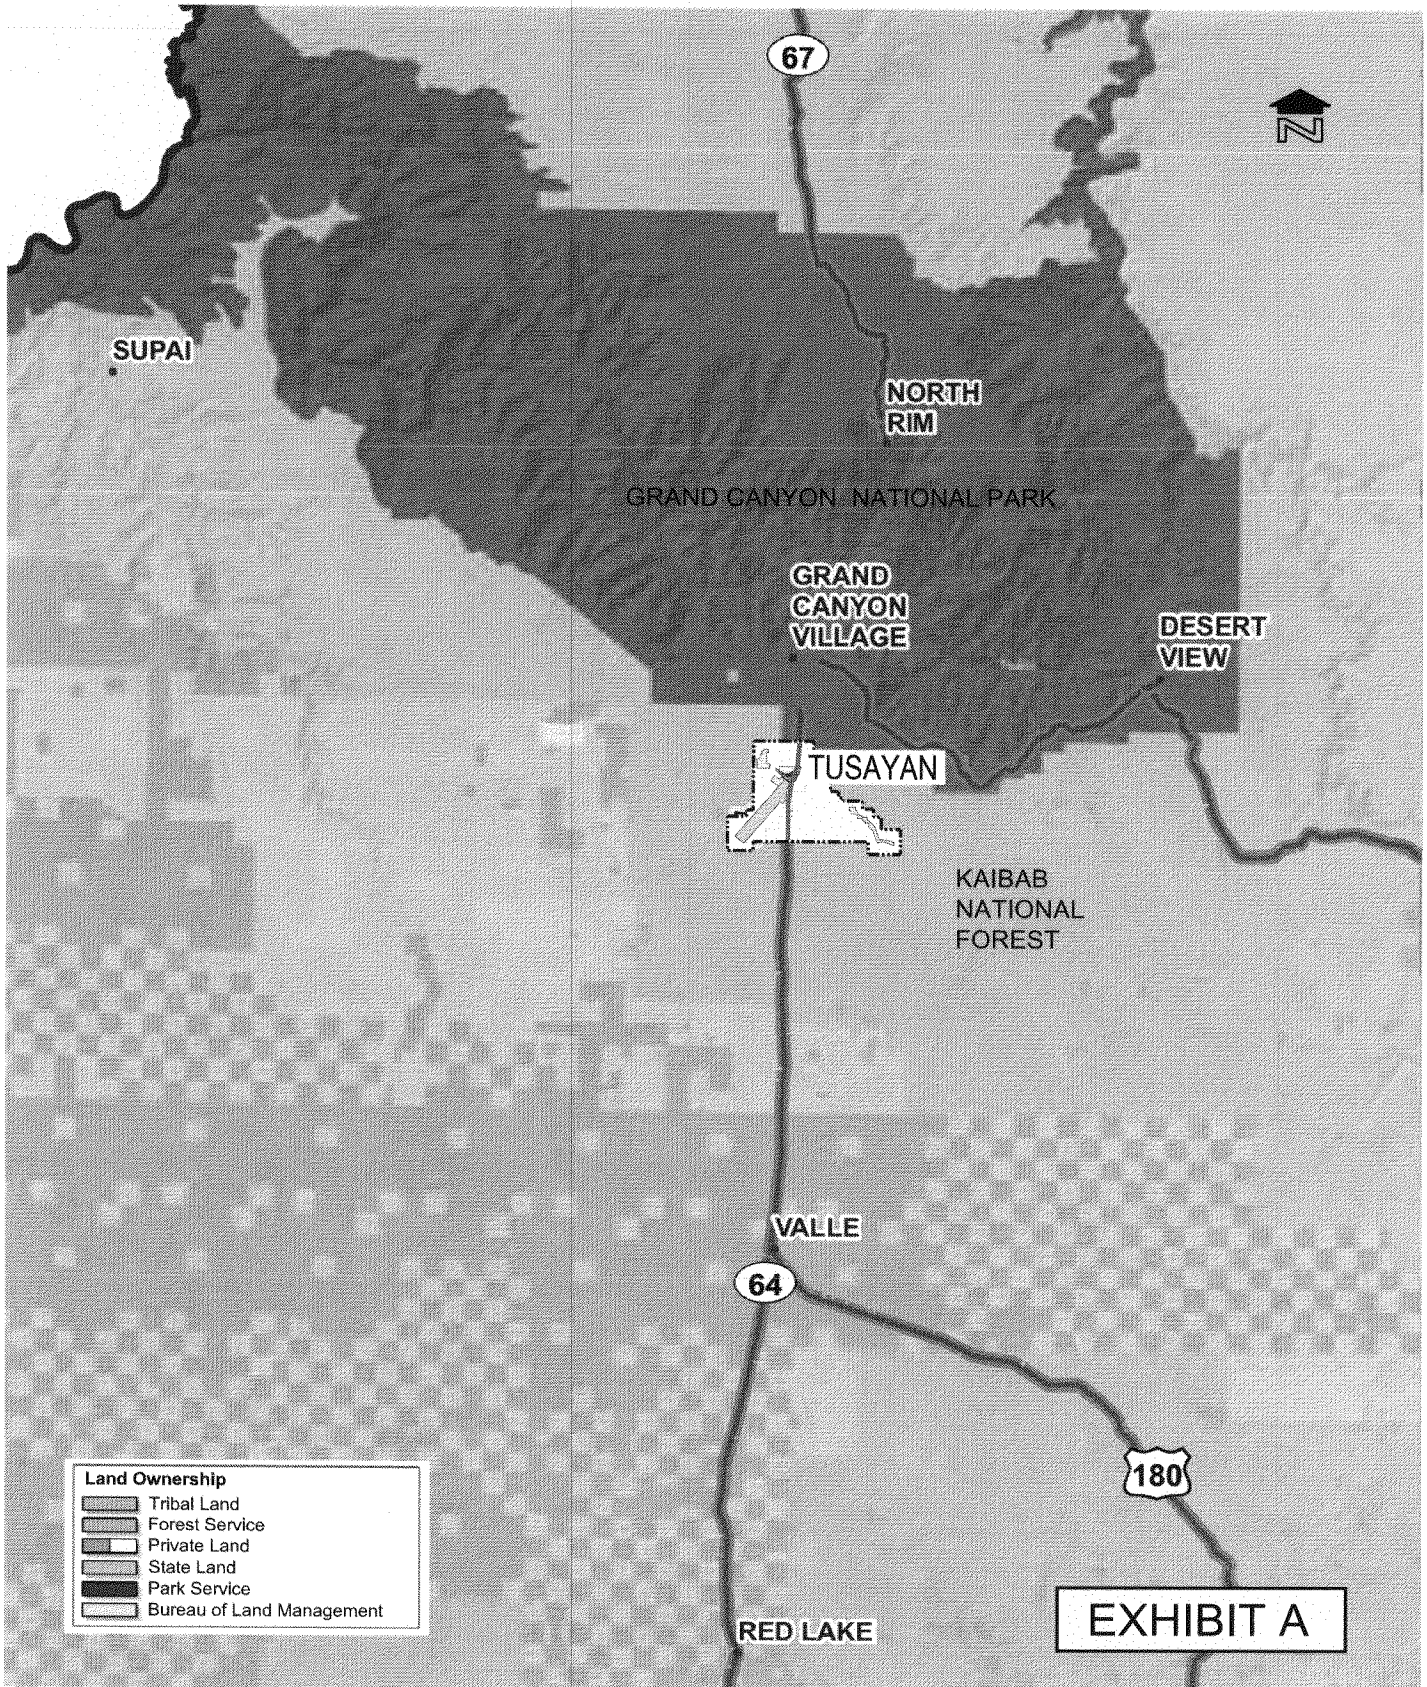 67
N
SUPAI
NORTH
RIM
GRAND CANYON NATIONAL PARK
GRAND
CANYON
VILLAGE
DESERT
VIEW
TUSAYAN
KAIBAB
NATIONAL
FOREST
VALLE
64
180
Land Ownership
Tribal Land
Forest Service
Private Land
State Land
Park Service
Bureau of Land Management
EXHIBIT A
RED LAKE